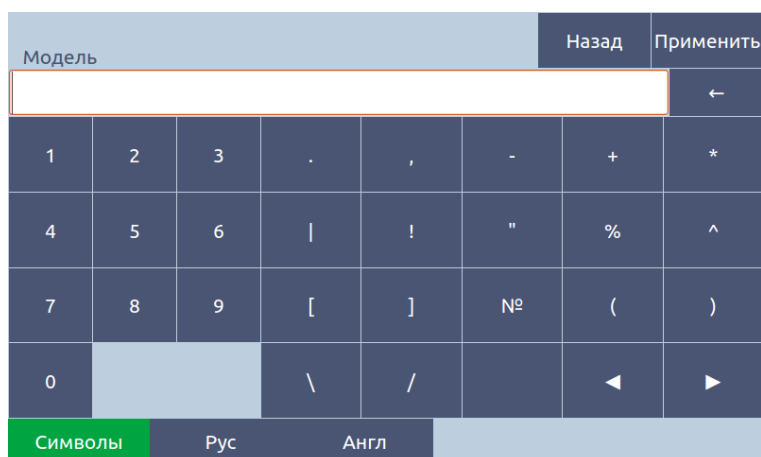 Назад Применить
Модель
←
1 2 3 . , - + *
4 5 6 | ! " % ^
7 8 9 [ ] № ( )
0 \ / ◄ ►
Символы Рус Англ